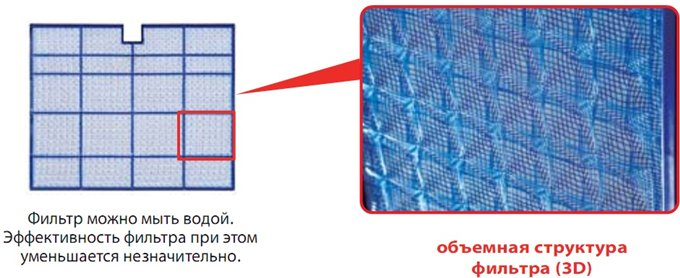 Фильтр можно мыть водой.
Эффективность фильтра при этом
уменьшается незначительно.
объемная структура
фильтра (3D)